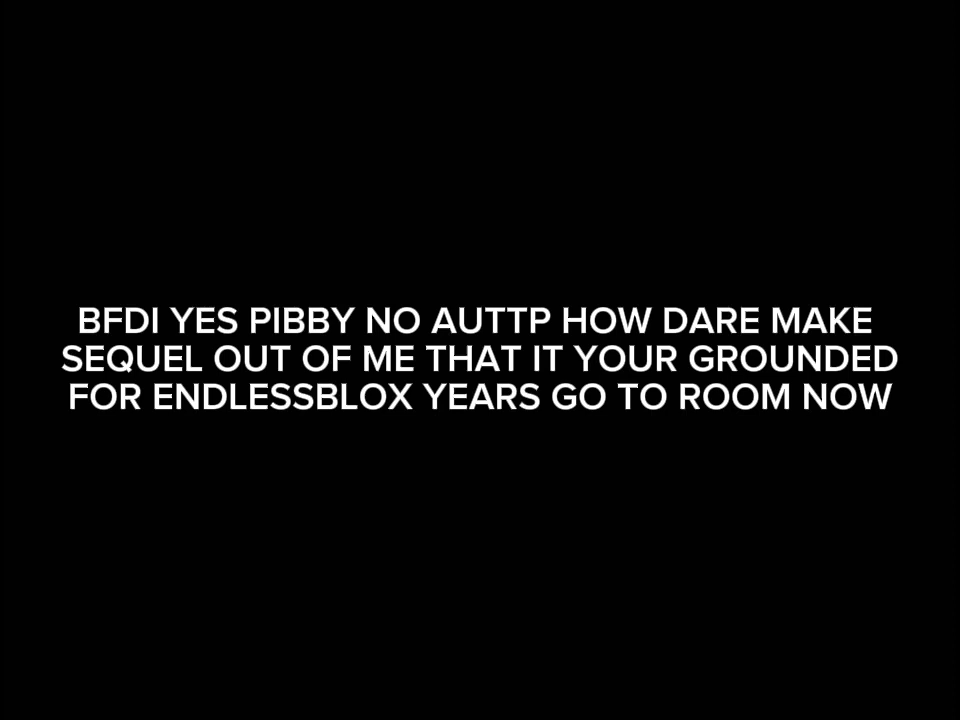 BFDI YES PIBBY NO AUTTP HOW DARE MAKE
SEQUEL OUT OF ME THAT IT YOUR GROUNDED
FOR ENDLESSBLOX YEARS GO TO ROOM NOW